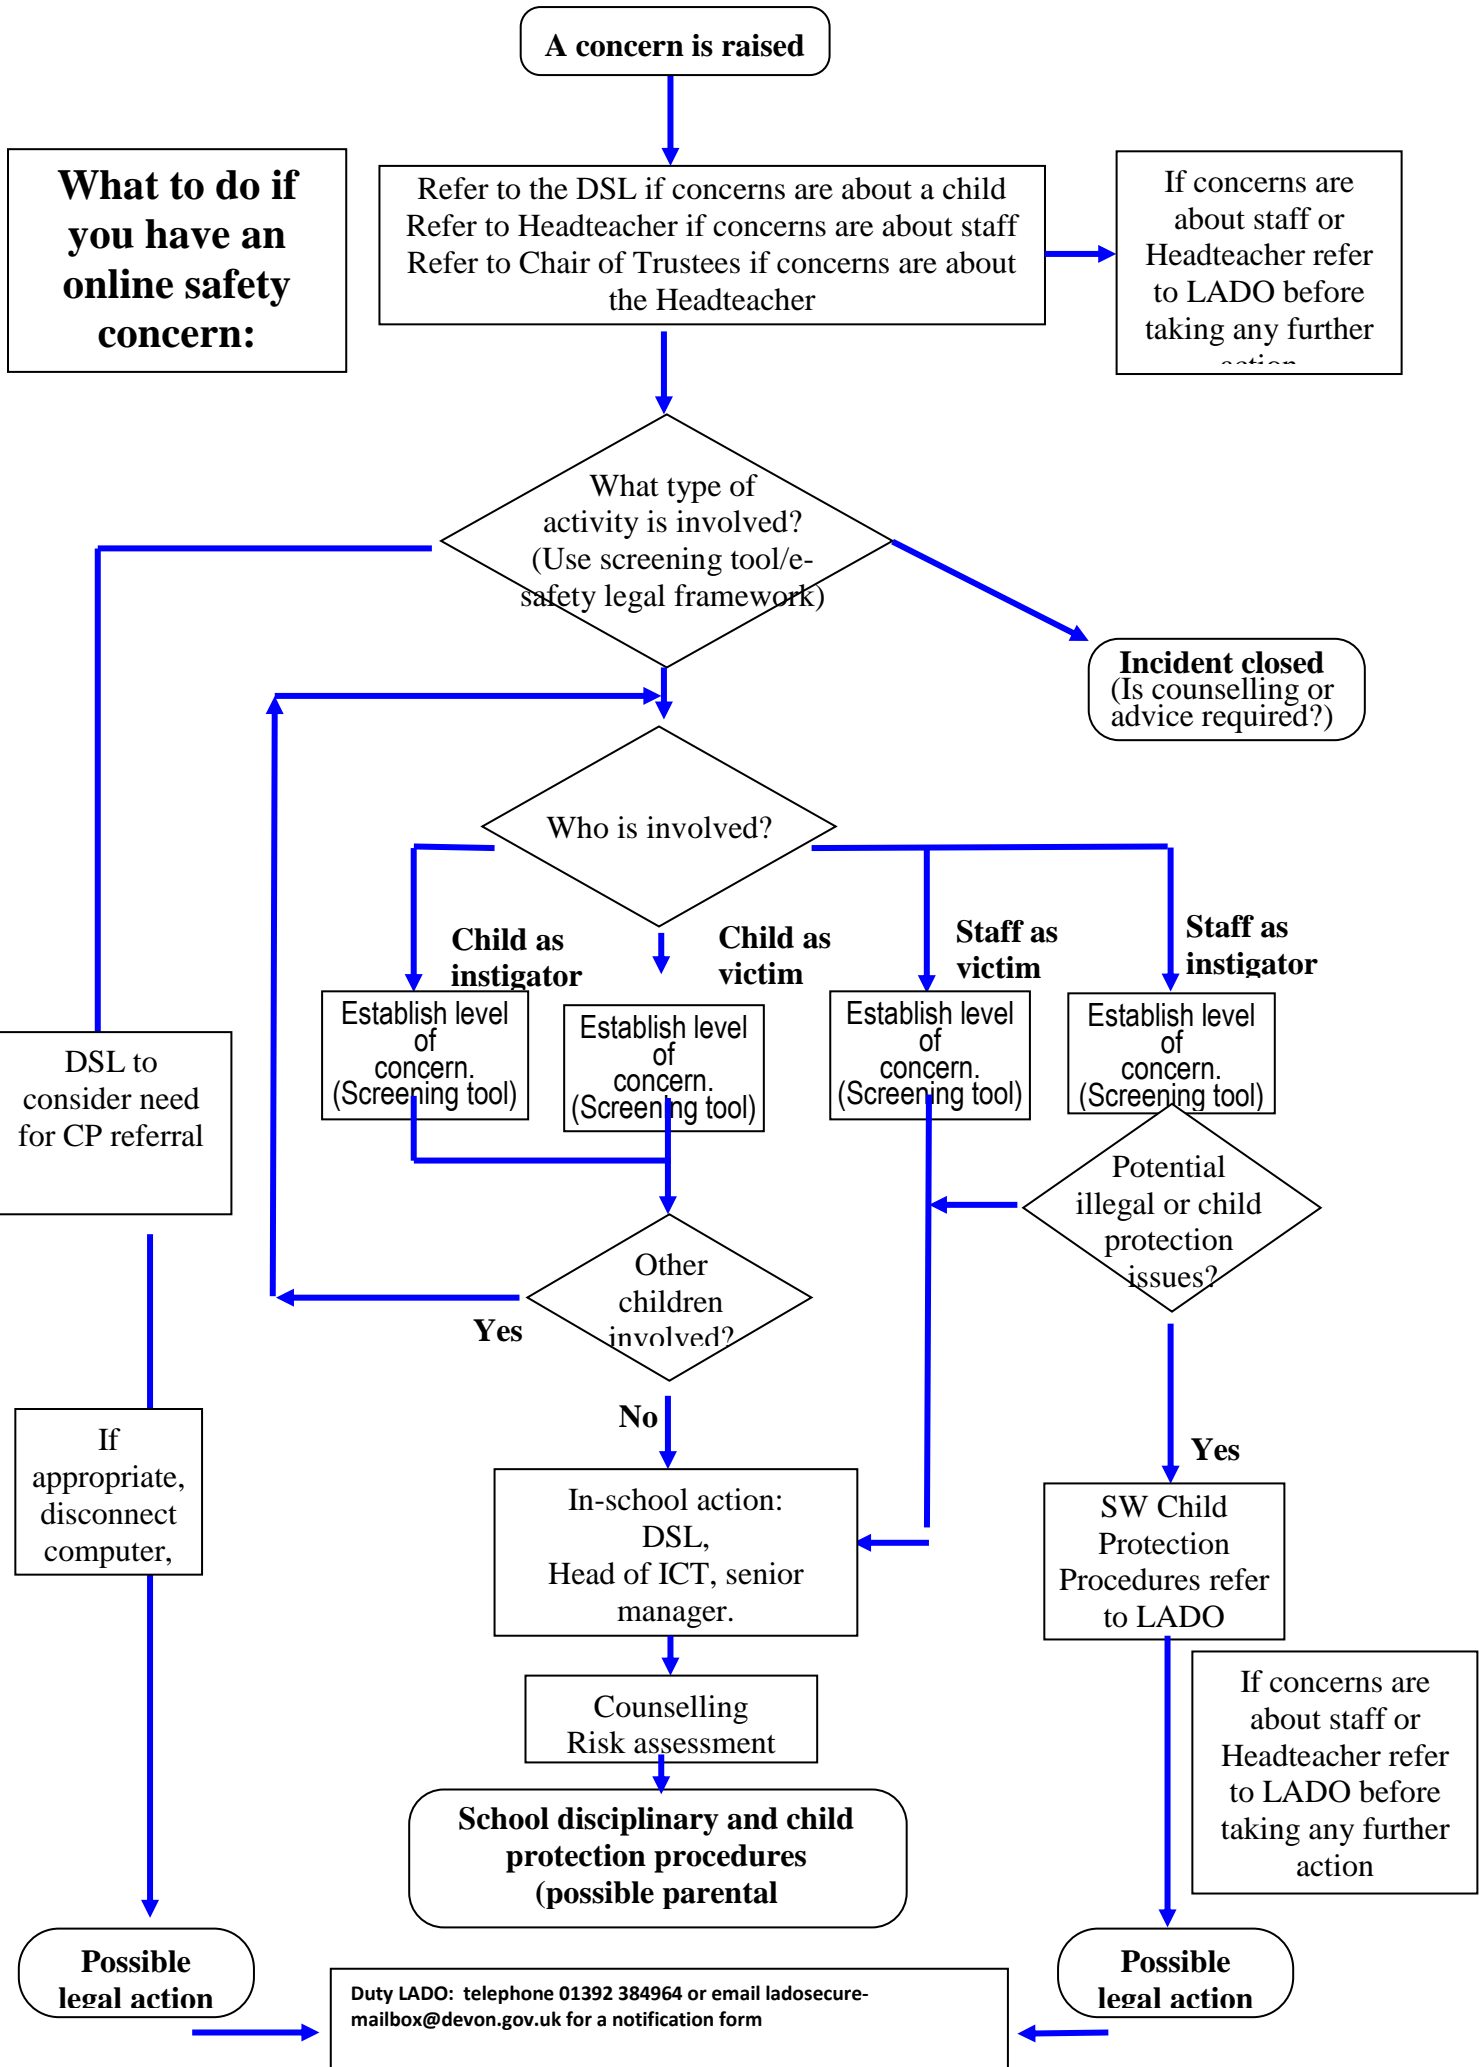 A concern is raised
What to do if
you have an
online safety
concern:
Refer to the DSL if concerns are about a child
Refer to Headteacher if concerns are about staff
Refer to Chair of Trustees if concerns are about
the Headteacher
If concerns are
about staff or
Headteacher refer
to LADO before
taking any further
action
What type of
activity is involved?
(Use screening tool/e-
safety legal framework)
Incident closed
(Is counselling or
advice required?)
Who is involved?
Child as
instigator
Child as
victim
Staff as
victim
Staff as
instigator
Establish level
of
concern.
(Screening tool)
Establish level
of
concern.
(Screening tool)
Establish level
of
concern.
(Screening tool)
Establish level
of
concern.
(Screening tool)
DSL to
consider need
for CP referral
Potential
illegal or child
protection
issues?
Other
children
involved?
Yes
No
Yes
If
appropriate,
disconnect
computer,
In-school action:
DSL,
Head of ICT, senior
manager.
SW Child
Protection
Procedures refer
to LADO
Counselling
Risk assessment
If concerns are
about staff or
Headteacher refer
to LADO before
taking any further
action
School disciplinary and child
protection procedures
(possible parental
Possible
legal action
Possible
legal action
Duty LADO: telephone 01392 384964 or email ladosecure-
mailbox@devon.gov.uk for a notification form